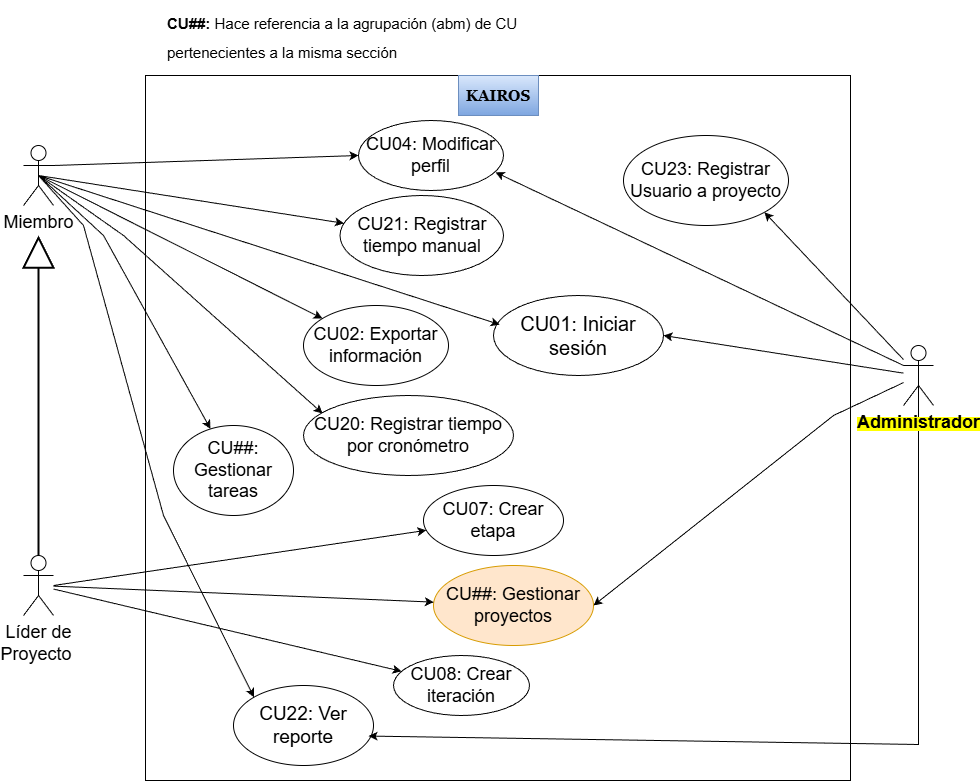 CU##: Hace referencia a la agrupación (abm) de CU
pertenecientes a la misma sección
KAIROS
CU04: Modificar
perfil
CU23: Registrar
Usuario a proyecto
Miembro
CU21: Registrar
tiempo manual
CU01: Iniciar
sesión
CU02: Exportar
información
CU20: Registrar tiempo
por cronómetro
Administrador
CU##:
Gestionar
tareas
CU07: Crear
etapa
CU##: Gestionar
proyectos
Líder de
Proyecto
CU08: Crear
iteración
CU22: Ver
reporte